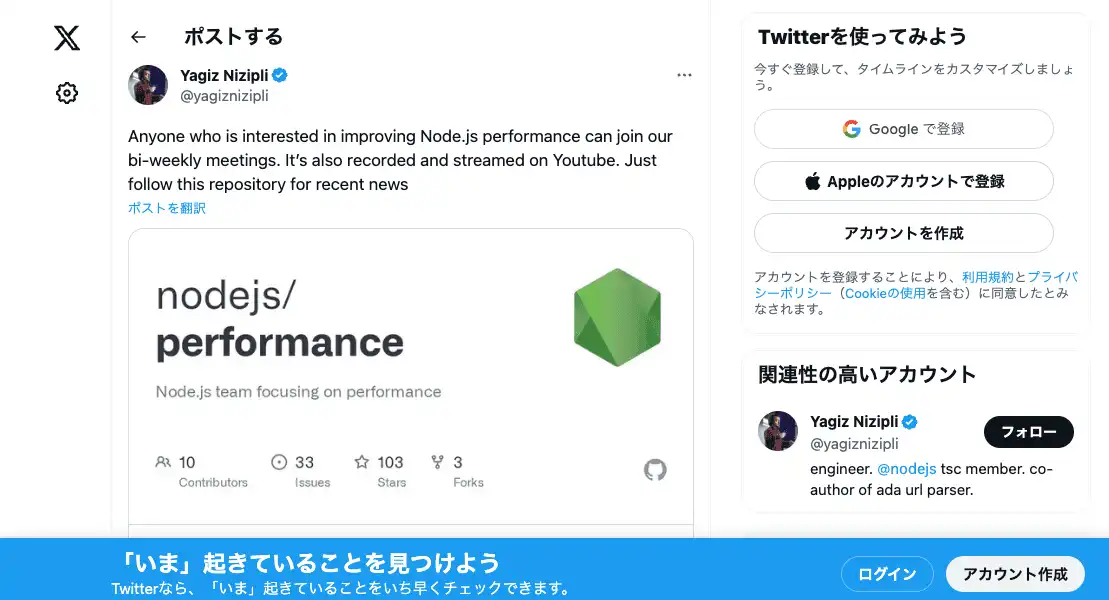 ポストする
Yagiz Nizipli
@yagiznizipli
Anyone who is interested in improving Node.js performance can join our
bi-weekly meetings. It’s also recorded and streamed on Youtube. Just
follow this repository for recent news
ポストを翻訳
nodejs/
performance
Node.js team focusing on performance
10
Contributors
33
Issues
103
Stars
3
Forks
Twitterを使ってみよう
今すぐ登録して、タイムラインをカスタマイズしましょ
う。
Google で登録
Appleのアカウントで登録
アカウントを作成
アカウントを登録することにより、利用規約とプライバ
シーポリシー（Cookieの使用を含む）に同意したとみ
なされます。
関連性の高いアカウント
Yagiz Nizipli
@yagiznizipli
フォロー
engineer. @nodejs tsc member. co-
author of ada url parser.
「いま」起きていることを見つけよう
Twitterなら、「いま」起きていることをいち早くチェックできます。
ログイン
アカウント作成